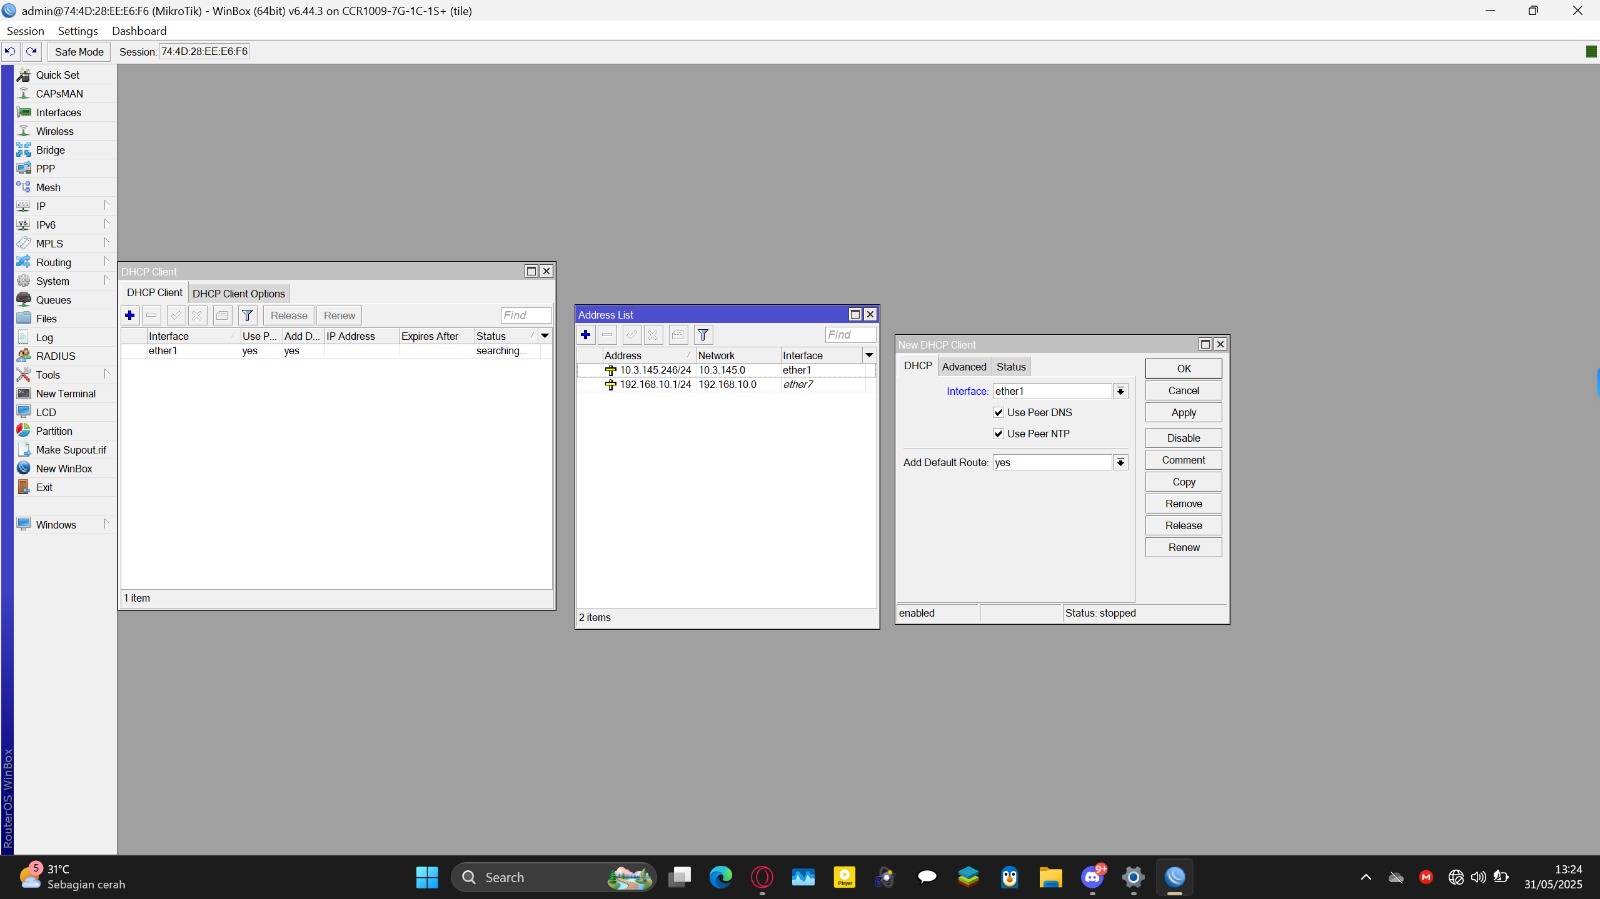 admin@74:4D:28:EE:E6:F6 (MikroTik) - WinBox (64bit) v6.44.3 on CCR1009-7G-1C-1S+ (tile)
Session Settings Dashboard
Safe Mode Session: 74:4D:28:EE:E6:F6
Quick Set
CAPsMAN
Interfaces
Wireless
Bridge
PPP
Mesh
IP
IPv6
MPLS
Routing
System
Queues
Files
Log
RADIUS
Tools
New Terminal
LCD
Partition
Make Supout.rif
New WinBox
Exit
Windows
RouterOS WinBox
DHCP Client
DHCP Client DHCP Client Options
Release Renew Find
Interface Use P... Add D... IP Address Expires After Status
ether1 yes yes searching...
1 item
Address List
Find
Address Network Interface
10.3.145.246/24 10.3.145.0 ether1
192.168.10.1/24 192.168.10.0 ether7
2 items
New DHCP Client
DHCP Advanced Status
Interface: ether1
Use Peer DNS
Use Peer NTP
Add Default Route: yes
OK
Cancel
Apply
Disable
Comment
Copy
Remove
Release
Renew
enabled Status: stopped
5
31°C
Sebagian cerah
Search
Player
9+
M
13:24
31/05/2025